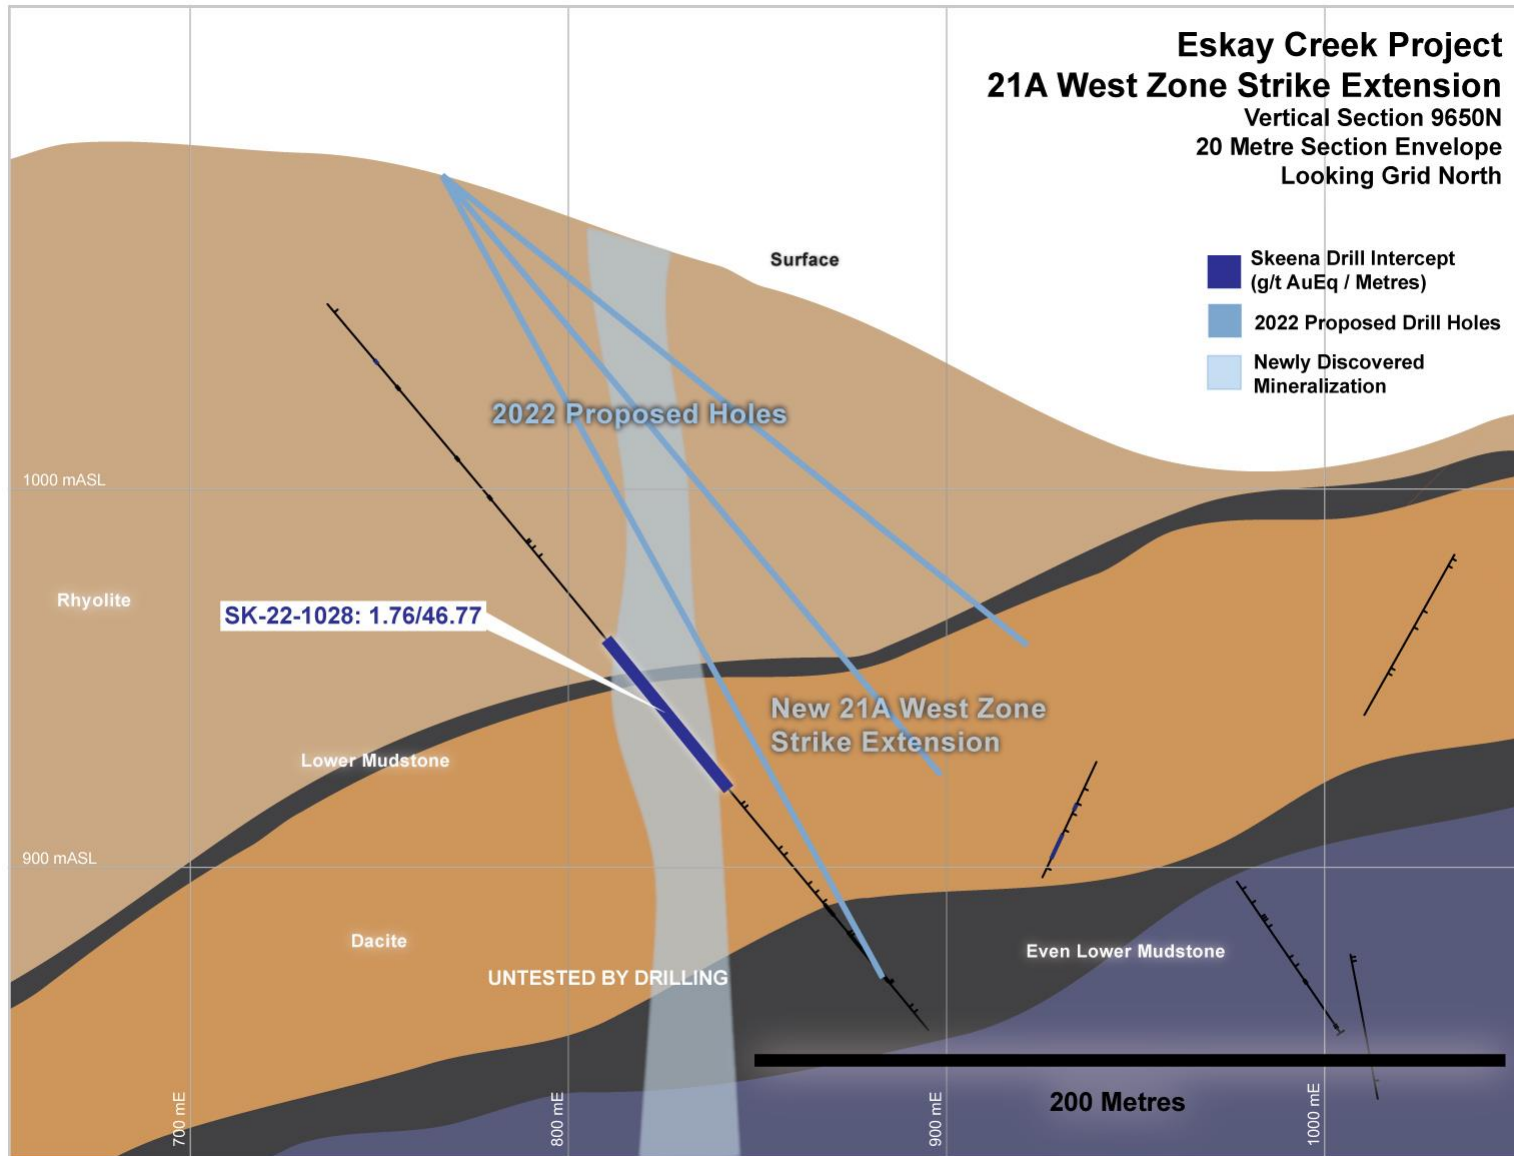 Eskay Creek Project
21A West Zone Strike Extension
Vertical Section 9650N
20 Metre Section Envelope
Looking Grid North
Surface
Skeena Drill Intercept
(g/t AuEq / Metres)
2022 Proposed Drill Holes
Newly Discovered
Mineralization
2022 Proposed Holes
1000 mASL
Rhyolite
SK-22-1028: 1.76/46.77
New 21A West Zone
Strike Extension
Lower Mudstone
900 mASL
Dacite
UNTESTED BY DRILLING
Even Lower Mudstone
200 Metres
700 mE
800 mE
900 mE
1000 mE